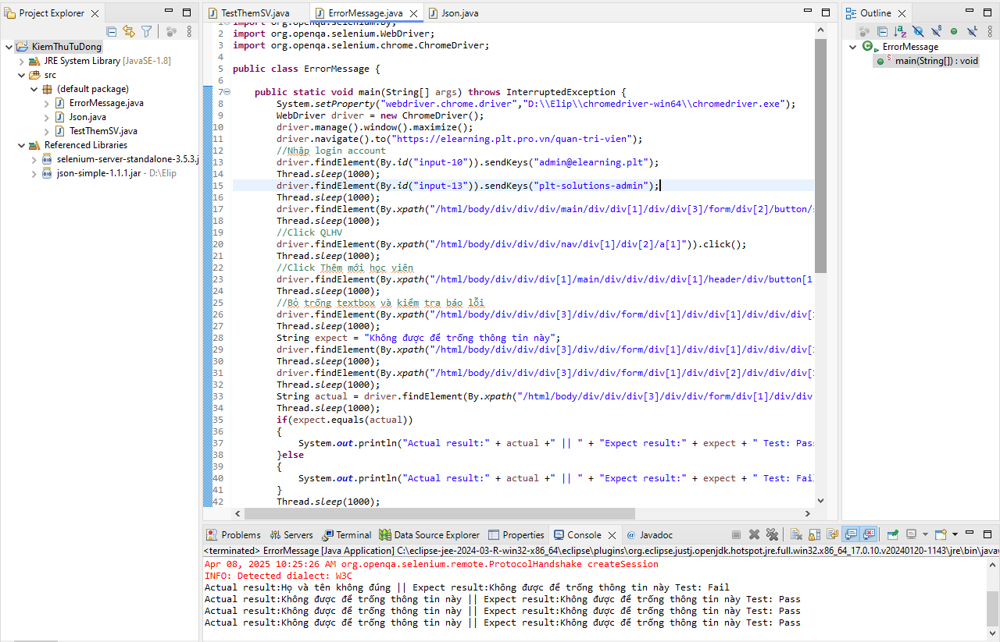 Project Explorer
KiemThuTuDong
JRE System Library [JavaSE-1.8]
src
(default package)
ErrorMessage.java
Json.java
TestThemSV.java
Referenced Libraries
selenium-server-standalone-3.5.3.j
json-simple-1.1.1.jar - D:\Elip
TestThemSV.java
ErrorMessage.java
Json.java
1 import org.openqa.selenium.By;
2 import org.openqa.selenium.WebDriver;
3 import org.openqa.selenium.chrome.ChromeDriver;
4
5 public class ErrorMessage {
6
7 public static void main(String[] args) throws InterruptedException {
8 System.setProperty("webdriver.chrome.driver","D:\\Elip\\chromedriver-win64\\chromedriver.exe");
9 WebDriver driver = new ChromeDriver();
10 driver.manage().window().maximize();
11 driver.navigate().to("https://elearning.plt.pro.vn/quan-tri-vien");
12 //Nhập login account
13 driver.findElement(By.id("input-10")).sendKeys("admin@elearning.plt");
14 Thread.sleep(1000);
15 driver.findElement(By.id("input-13")).sendKeys("plt-solutions-admin");
16 Thread.sleep(1000);
17 driver.findElement(By.xpath("/html/body/div/div/div/main/div/div[1]/div/div[3]/form/div[2]/button/
18 Thread.sleep(1000);
19 //Click QLHV
20 driver.findElement(By.xpath("/html/body/div/div/div/nav/div[1]/div[2]/a[1]")).click();
21 Thread.sleep(1000);
22 //Click Thêm mới học viên
23 driver.findElement(By.xpath("/html/body/div/div/div[1]/main/div/div/div/div[1]/header/div/button[1
24 Thread.sleep(1000);
25 //Bỏ trống textbox và kiểm tra báo lỗi
26 driver.findElement(By.xpath("/html/body/div/div/div[3]/div/div/form/div[1]/div/div[1]/div/div/div[
27 Thread.sleep(1000);
28 String expect = "Không được để trống thông tin này";
29 driver.findElement(By.xpath("/html/body/div/div/div[3]/div/div/form/div[1]/div/div[1]/div/div/div[
30 Thread.sleep(1000);
31 driver.findElement(By.xpath("/html/body/div/div/div[3]/div/div/form/div[1]/div/div[2]/div/div/div[
32 Thread.sleep(1000);
33 String actual = driver.findElement(By.xpath("/html/body/div/div/div[3]/div/div/form/div[1]/div/div
34 Thread.sleep(1000);
35 if(expect.equals(actual))
36 {
37 System.out.println("Actual result:" + actual +" || " + "Expect result:" + expect + " Test: Pas
38 }else
39 {
40 System.out.println("Actual result:" + actual +" || " + "Expect result:" + expect + " Test: Fail
41 }
42 Thread.sleep(1000);
Outline
ErrorMessage
main(String[]) : void
Problems
Servers
Terminal
Data Source Explorer
Properties
Console
Javadoc
<terminated> ErrorMessage [Java Application] C:\eclipse-jee-2024-03-R-win32-x86_64\eclipse\plugins\org.eclipse.justj.openjdk.hotspot.jre.full.win32.x86_64_17.0.10.v20240120-1143\jre\bin\javaw
Apr 08, 2025 10:25:26 AM org.openqa.selenium.remote.ProtocolHandshake createSession
INFO: Detected dialect: W3C
Actual result:Họ và tên không đúng || Expect result:Không được để trống thông tin này Test: Fail
Actual result:Không được để trống thông tin này || Expect result:Không được để trống thông tin này Test: Pass
Actual result:Không được để trống thông tin này || Expect result:Không được để trống thông tin này Test: Pass
Actual result:Không được để trống thông tin này || Expect result:Không được để trống thông tin này Test: Pass